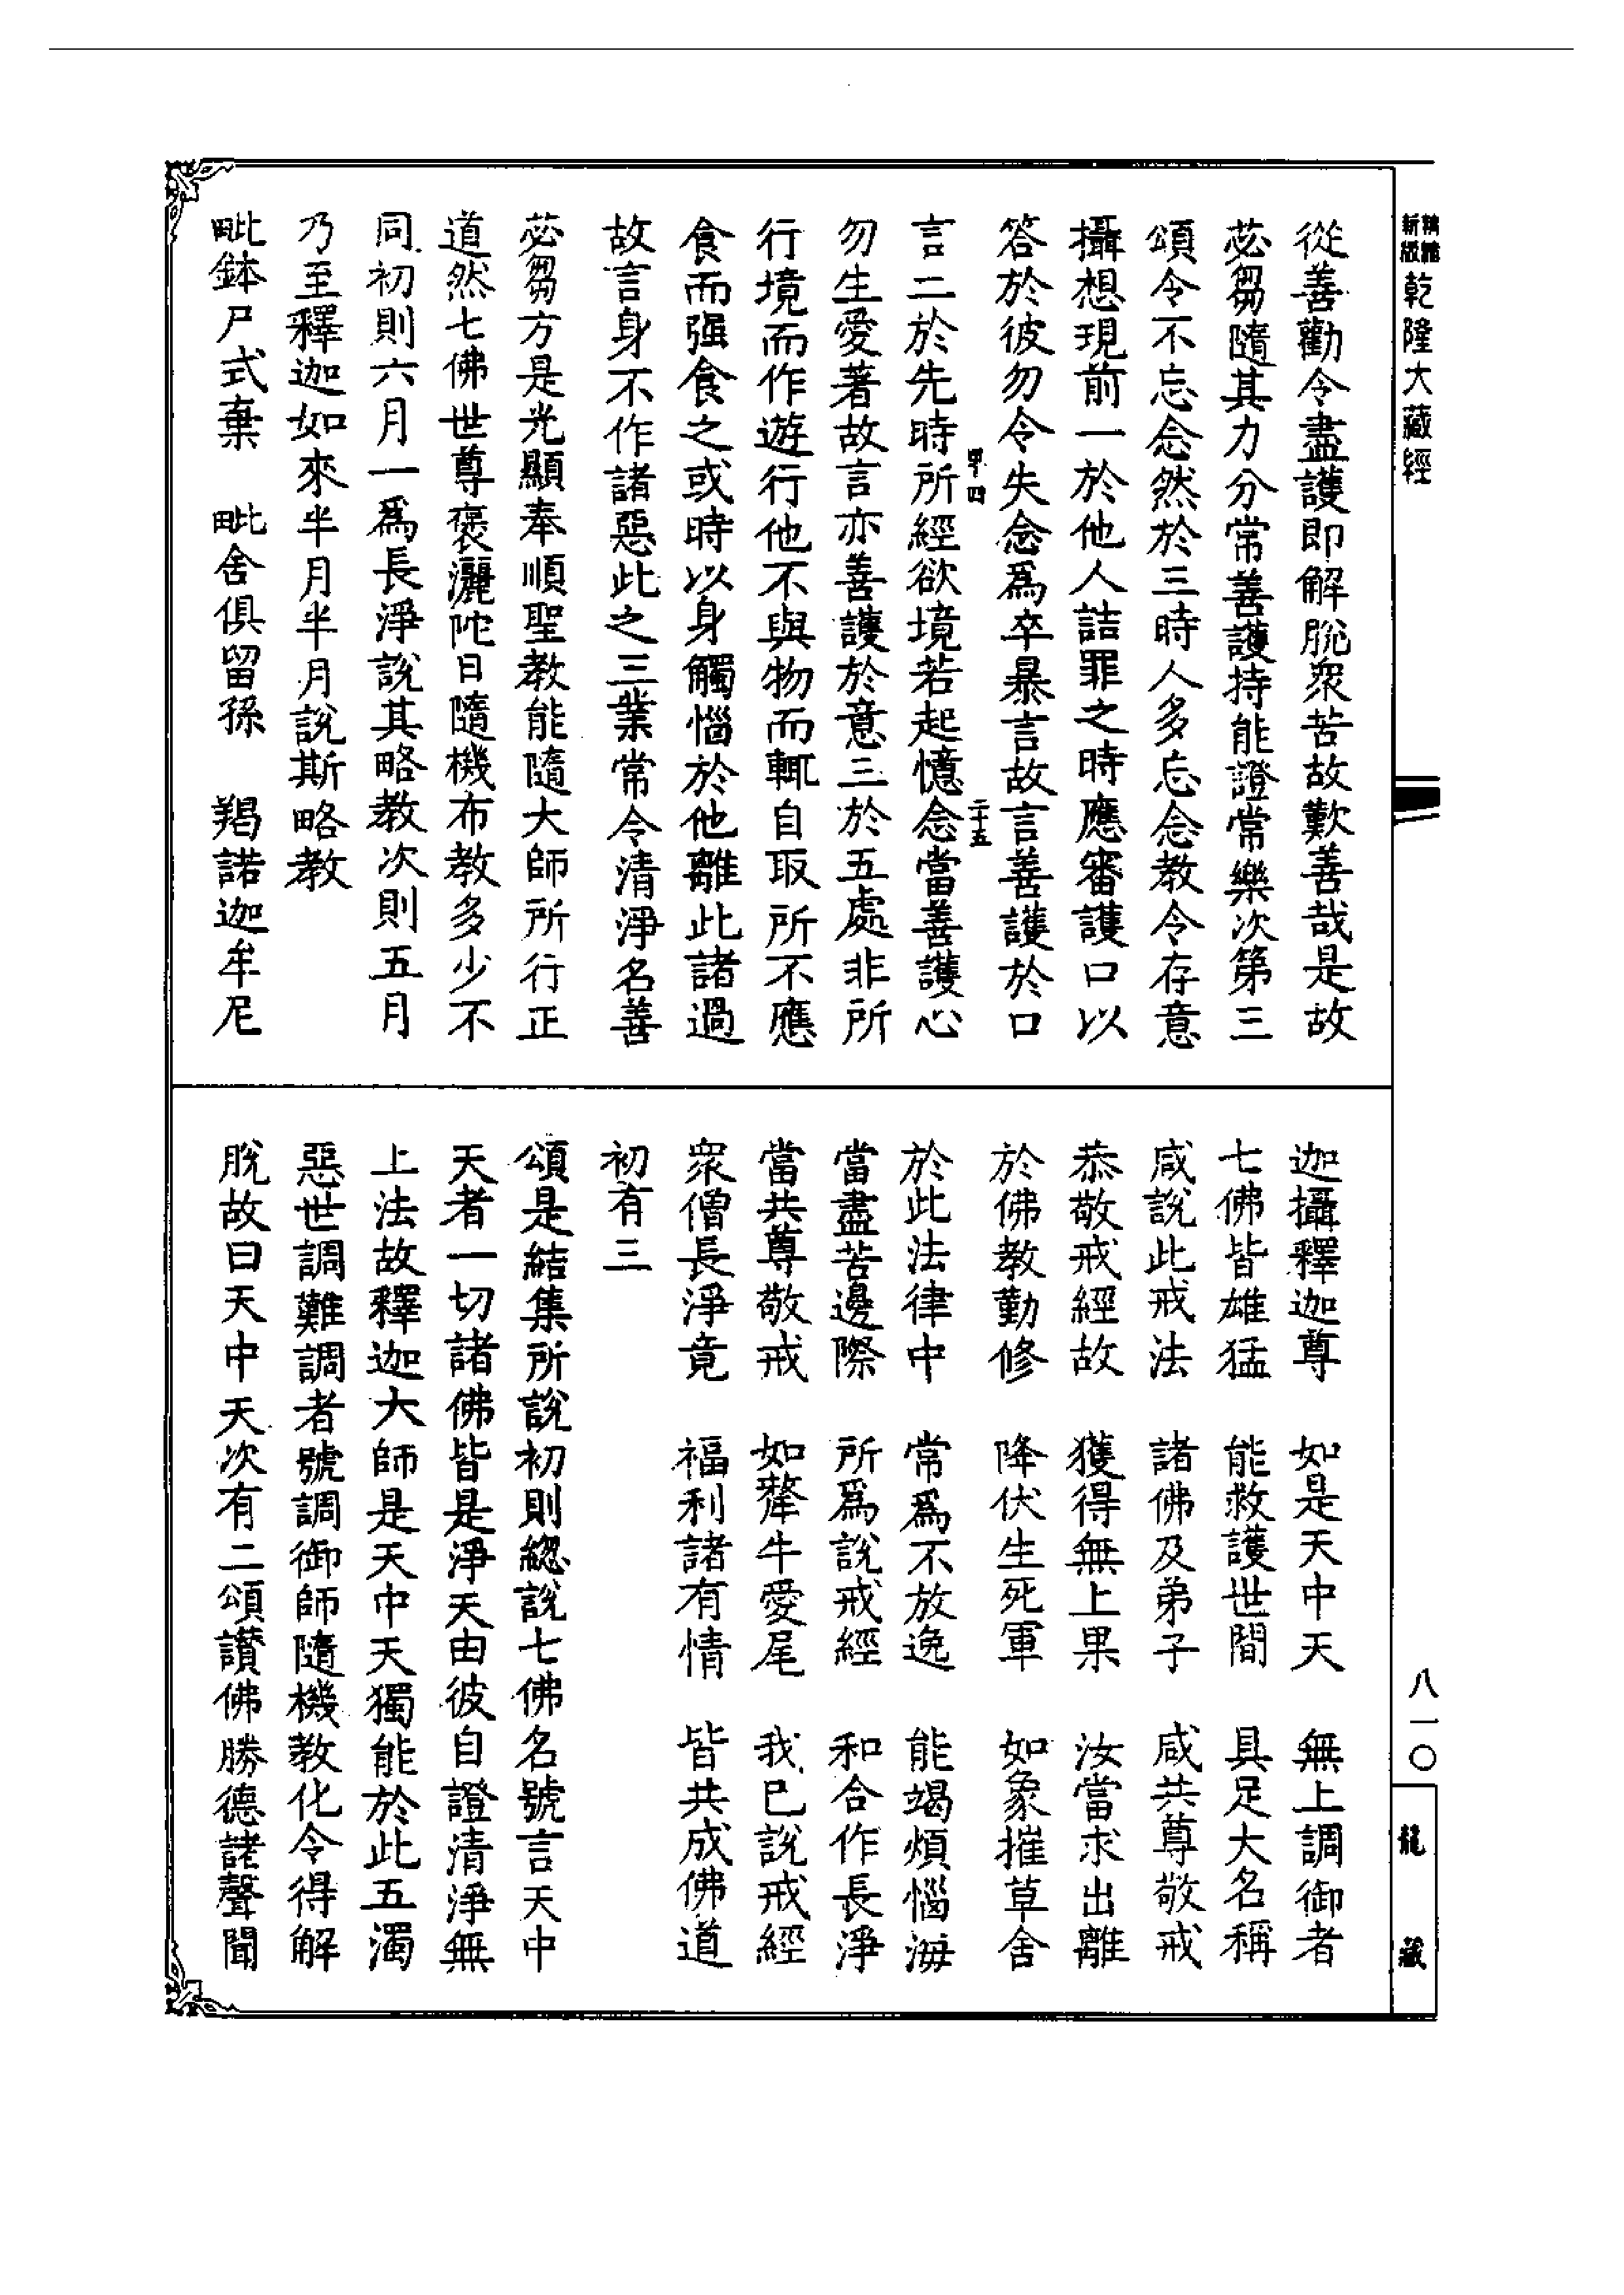 新版
精縮
乾隆大藏經
從善勸令盡護即解脫衆苦故歎善哉是故
苾芻隨其力分常善護持能證常樂次第三
頌令不忘念然於三時人多忘念教令存意
攝想現前一於他人詰罪之時應審護口以
答於彼勿令失念爲卒暴言故言善護於口
言二於先時所經欲境若起憶念當善護心
勿生愛著故言亦善護於意三於五處非所
行境而作遊行他不與物而輒自取所不應
食而强食之或時以身觸惱於他離此諸過
故言身不作諸惡此之三業常令清淨名善
苾芻方是光顯奉順聖教能隨大師所行正
道然七佛世尊褒灑陀日隨機布教多少不
同初則六月一爲長淨說其略教次則五月
乃至釋迦如來半月半月說斯略教
毗鉢尸式棄　毗舍俱留孫　羯諾迦牟尼
迦攝釋迦尊　如是天中天　無上調御者
七佛皆雄猛　能救護世間　具足大名稱
咸說此戒法　諸佛及弟子　咸共尊敬戒
恭敬戒經故　獲得無上果　汝當求出離
於佛教勤修　降伏生死軍　如象摧草舍
於此法律中　常爲不放逸　能竭煩惱海
當盡苦邊際　所爲說戒經　和合作長淨
當共尊敬戒　如犛牛愛尾　我已說戒經
衆僧長淨竟　福利諸有情　皆共成佛道
初有三
頌是結集所說初則緫說七佛名號言天中
天者一切諸佛皆是淨天由彼自證清淨無
上法故釋迦大師是天中天獨能於此五濁
惡世調難調者號調御師隨機教化令得解
脫故曰天中天次有二頌讃佛勝德諸聲聞
八一〇
龍藏